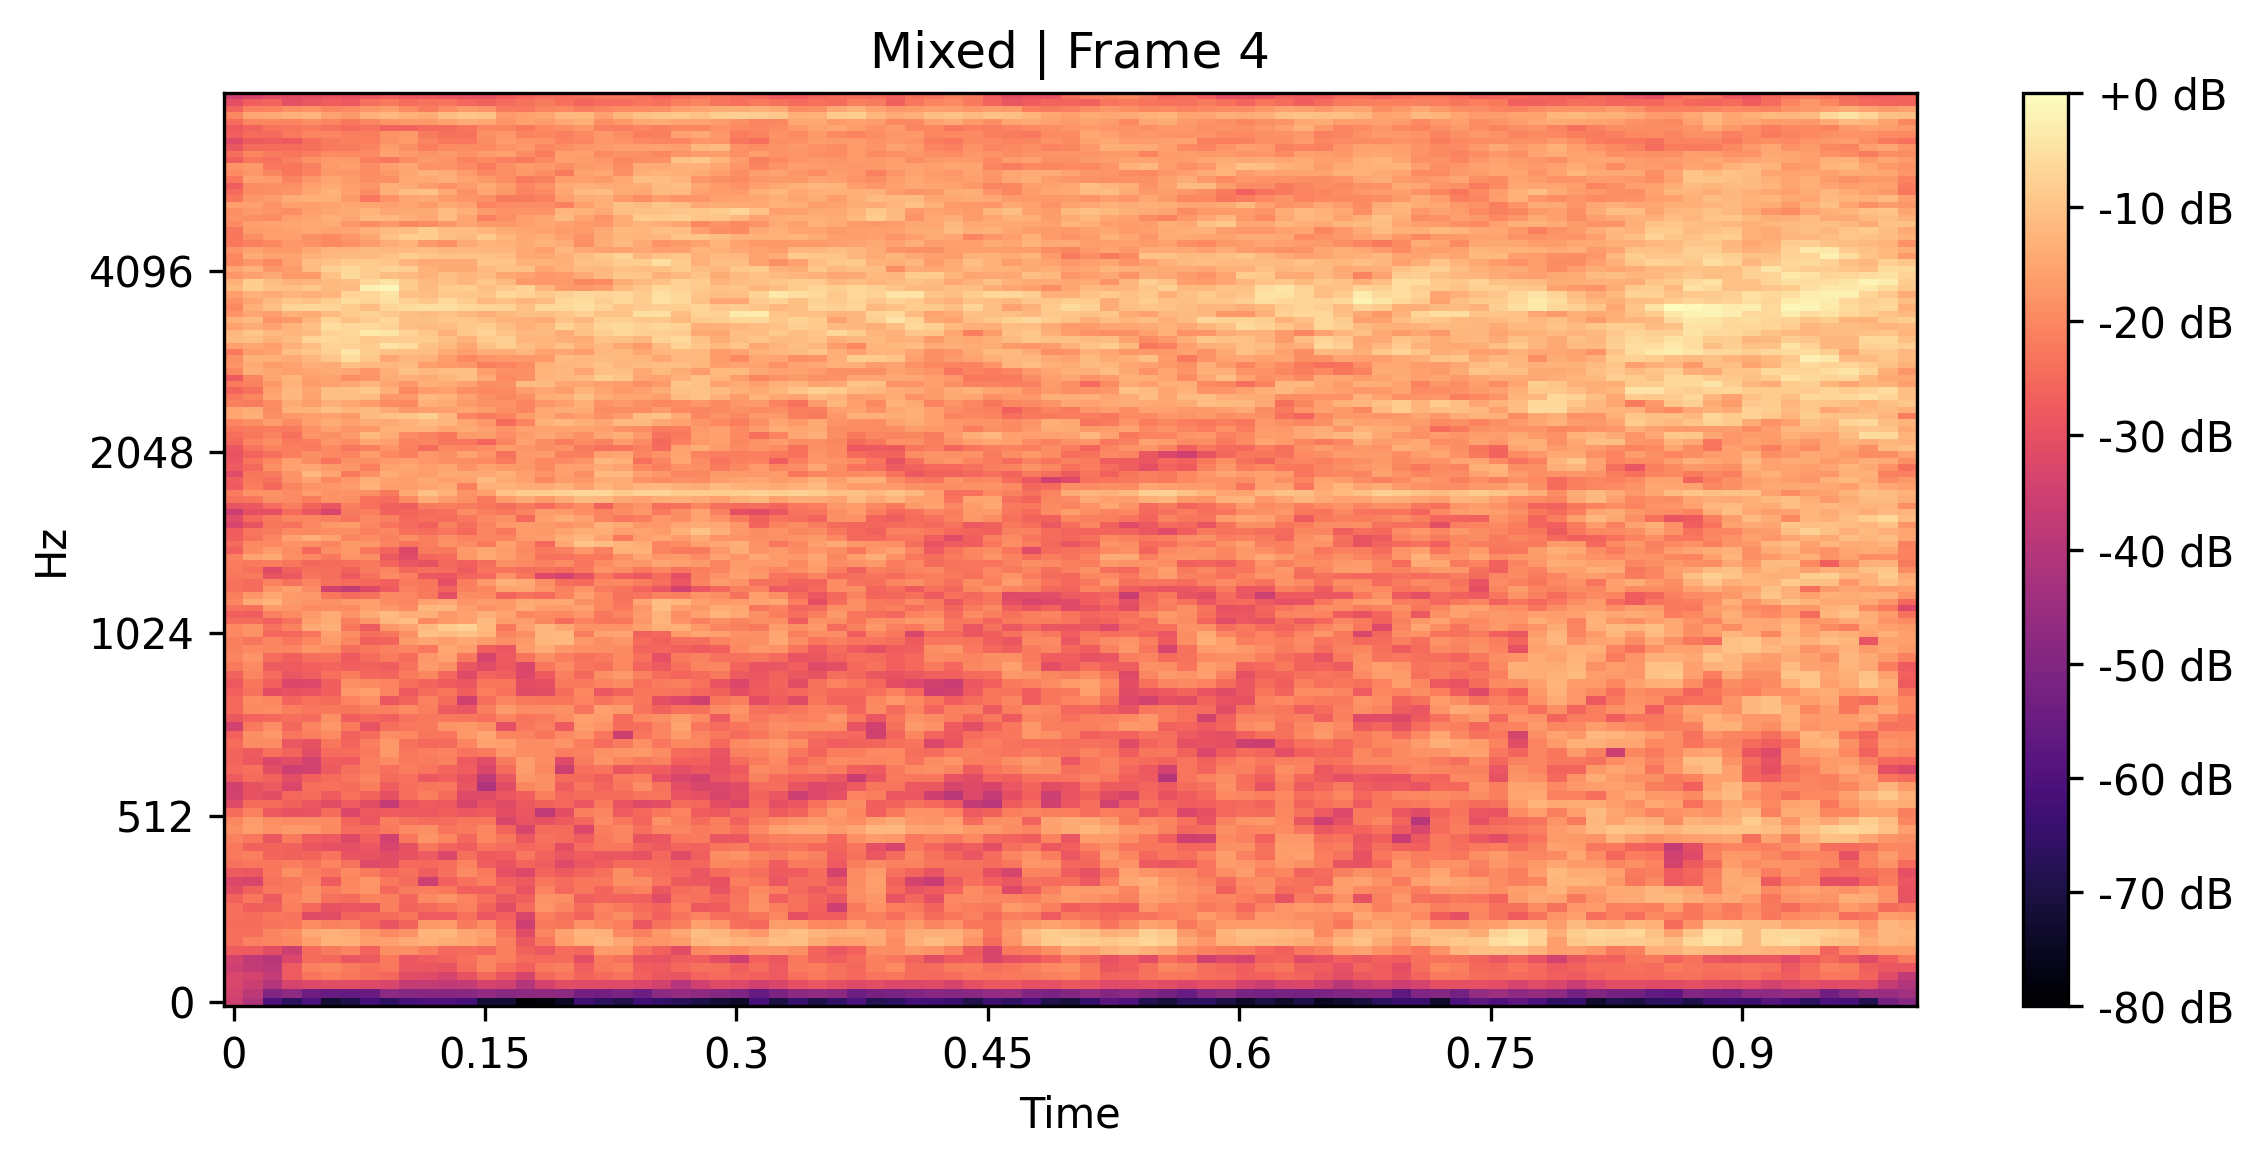 Mixed | Frame 4
Hz
4096
2048
1024
512
0
0 0.15 0.3 0.45 0.6 0.75 0.9
Time
+0 dB
-10 dB
-20 dB
-30 dB
-40 dB
-50 dB
-60 dB
-70 dB
-80 dB